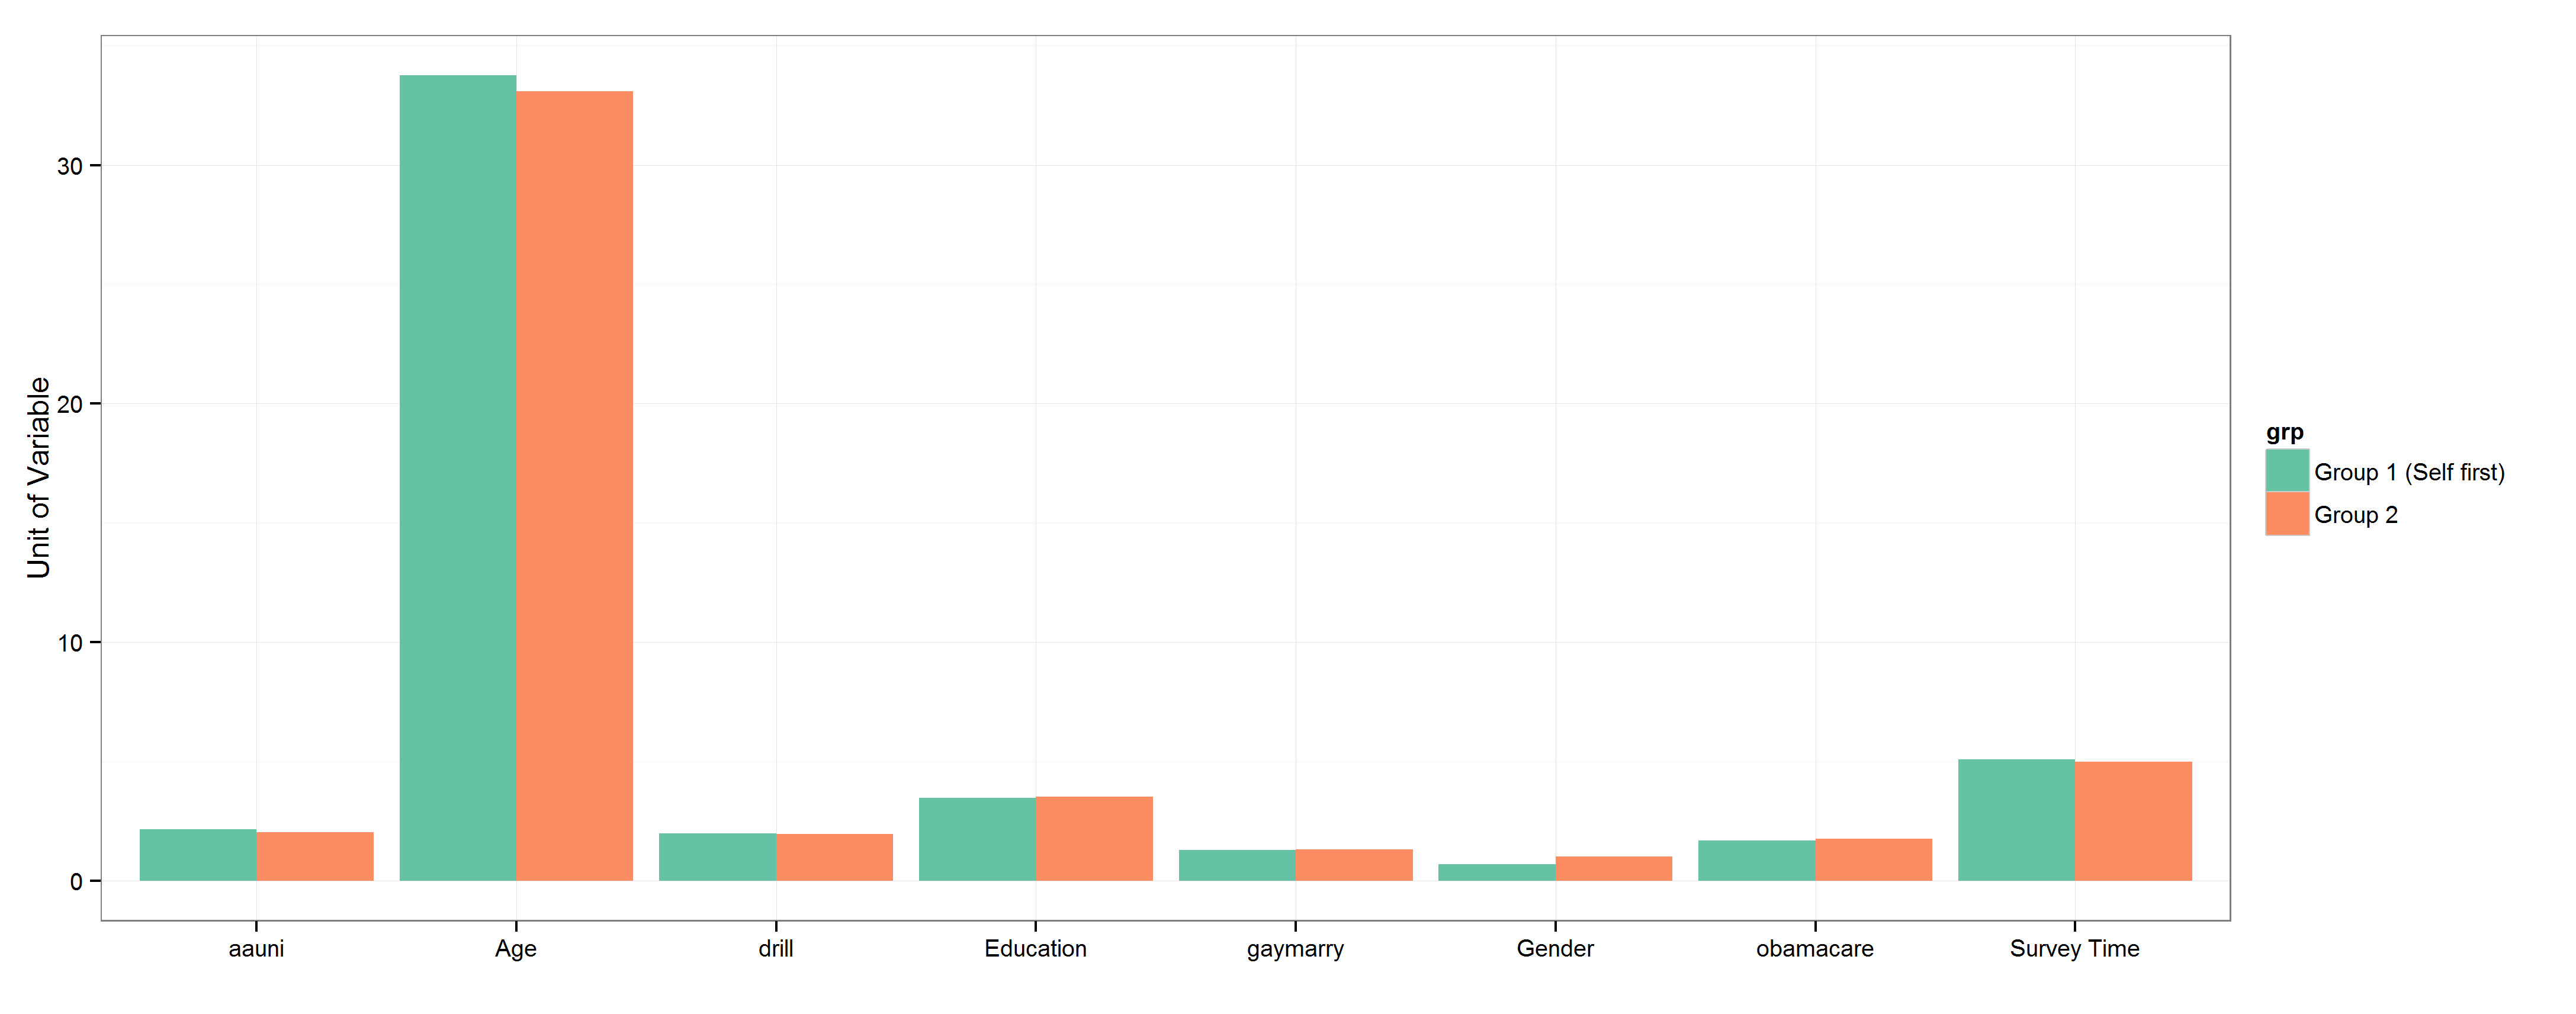 Unit of Variable
30
20
10
0
aauni Age drill Education gaymarry Gender obamacare Survey Time
grp
Group 1 (Self first)
Group 2